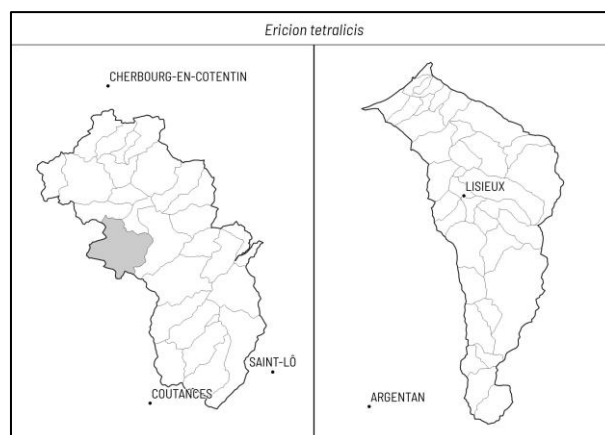 Ericion tetralicis
CHERBOURG-EN-COTENTIN
LISIEUX
SAINT-LÔ
COUTANCES
ARGENTAN